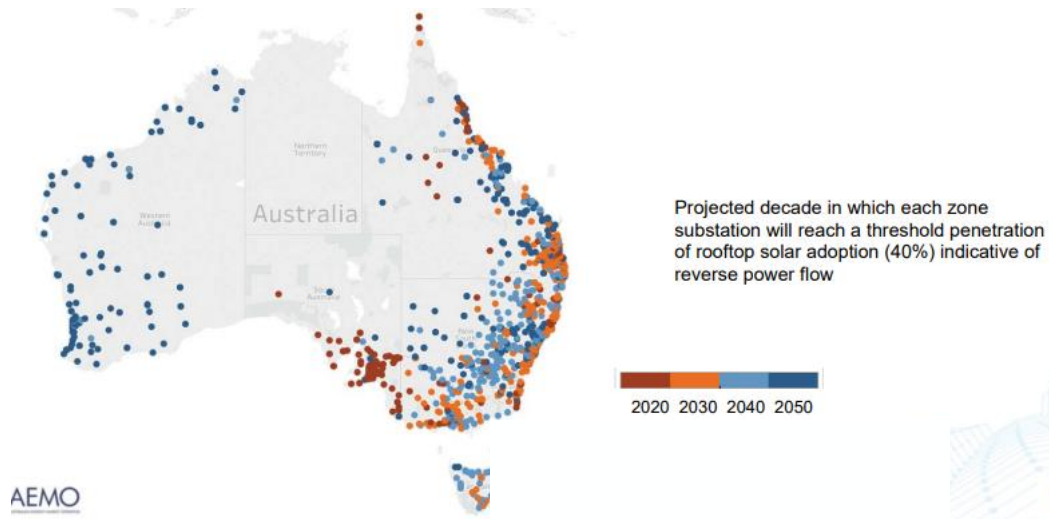 Northern
Territory
Australia
Western
Australia
South
Australia
Projected decade in which each zone
substation will reach a threshold penetration
of rooftop solar adoption (40%) indicative of
reverse power flow
2020 2030 2040 2050
AEMO